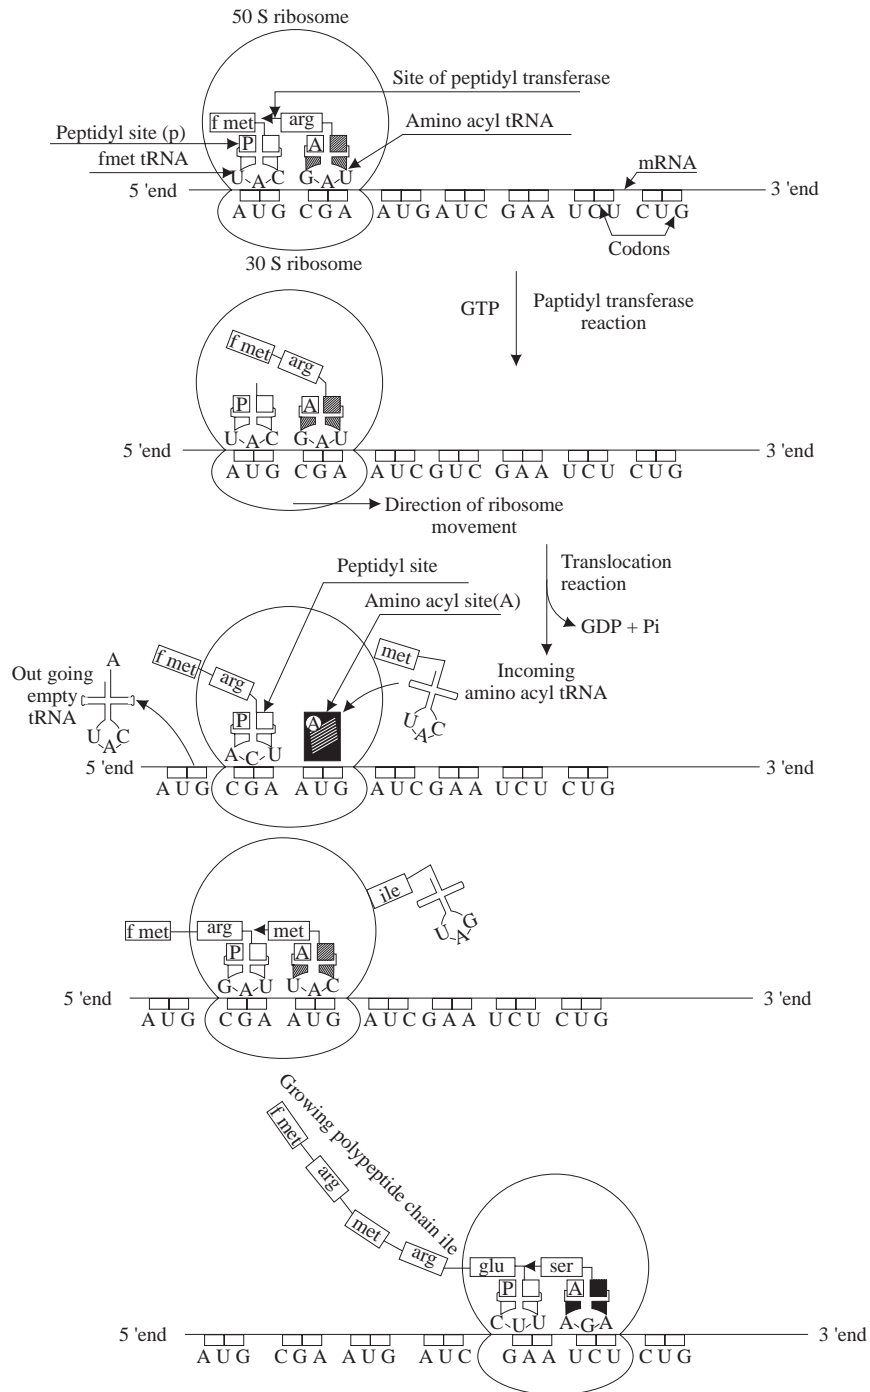 50 S ribosome
Site of peptidyl transferase
f met arg
Peptidyl site (p) P A Amino acyl tRNA
fmet tRNA mRNA
U A C G A U
5 'end 3 'end
A U G C G A A U G A U C G A A U C U C U G
Codons
30 S ribosome
GTP Paptidyl transferase
reaction
f met arg
P A
U A C G A U
5 'end 3 'end
A U G C G A A U C G U C G A A U C U C U G
Direction of ribosome
movement
Peptidyl site Translocation
reaction
Amino acyl site(A)
GDP + Pi
A f met arg met
Out going
empty
tRNA
Incoming
amino acyl tRNA
P A
U A C A C U U A C
5 'end 3 'end
A U G C G A A U G A U C G A A U C U C U G
ile
f met arg met
P A U A G
G A U U A C
5 'end 3 'end
A U G C G A A U G A U C G A A U C U C U G
Growing polypeptide chain ile
f met
arg
met
arg
glu ser
P A
C U U A G A
5 'end 3 'end
A U G C G A A U G A U C G A A U C U C U G